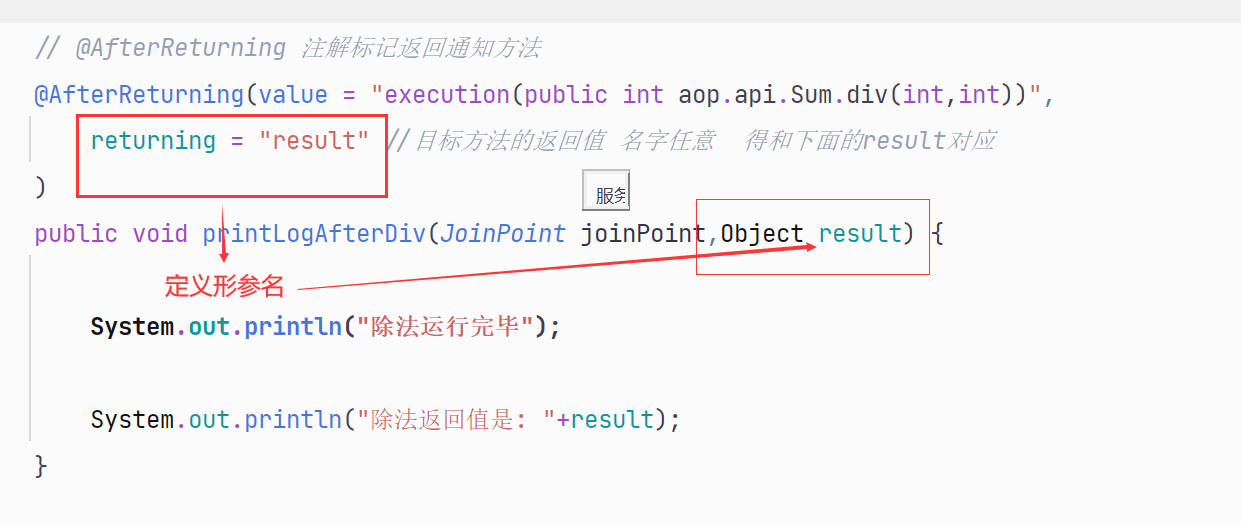 // @AfterReturning 注解标记返回通知方法
@AfterReturning(value = "execution(public int aop.api.Sum.div(int,int))",
returning = "result" //目标方法的返回值 名字任意  得和下面的result对应
)
服务
public void printLogAfterDiv(JoinPoint joinPoint,Object result) {
定义形参名
System.out.println("除法运行完毕");
System.out.println("除法返回值是: "+result);
}